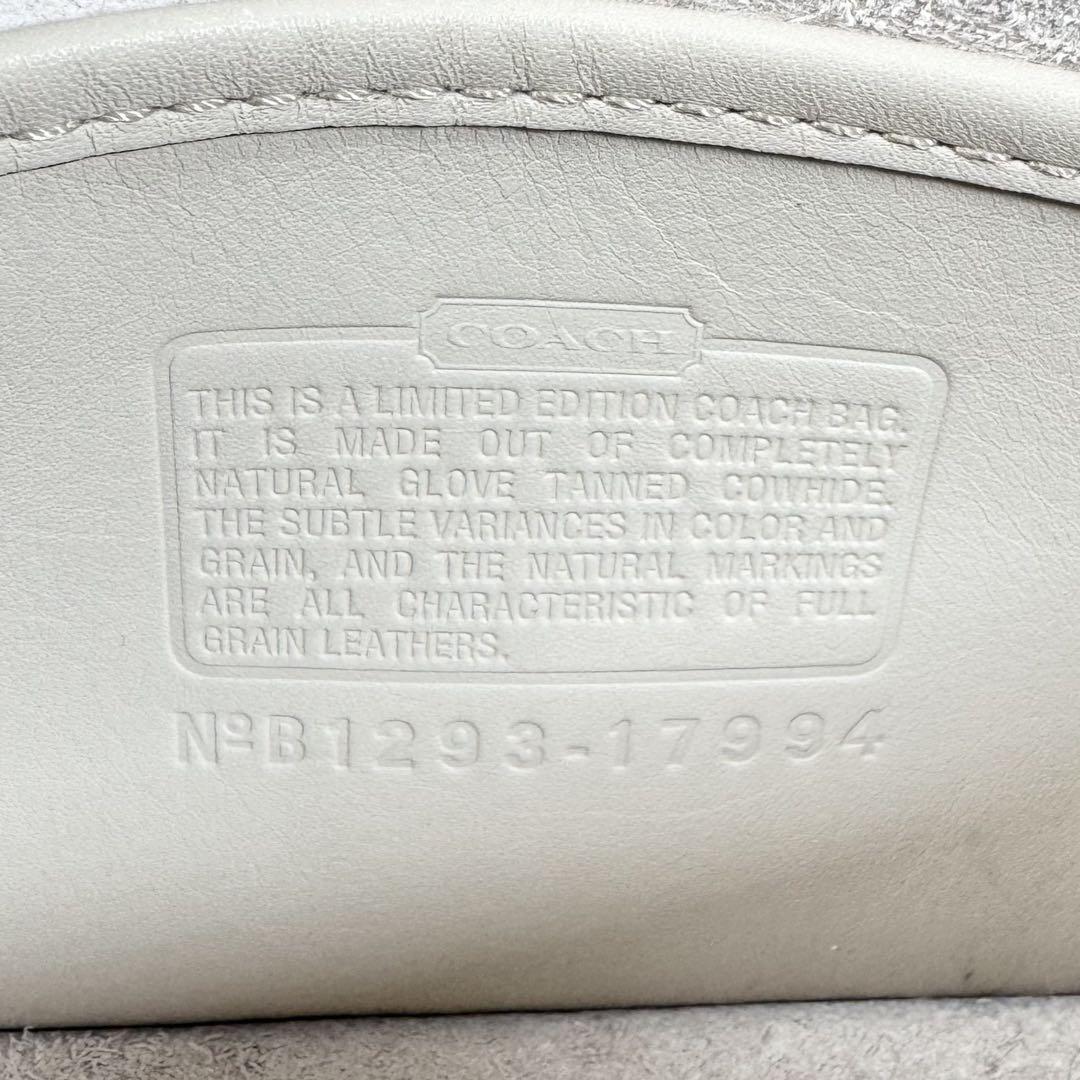 COACH
THIS IS A LIMITED EDITION COACH BAG.
IT IS MADE OUT OF COMPLETELY
NATURAL GLOVE TANNED COWHIDE.
THE SUBTLE VARIANCES IN COLOR AND
GRAIN, AND THE NATURAL MARKINGS
ARE ALL CHARACTERISTIC OF FULL
GRAIN LEATHERS.
NºB1293-17994